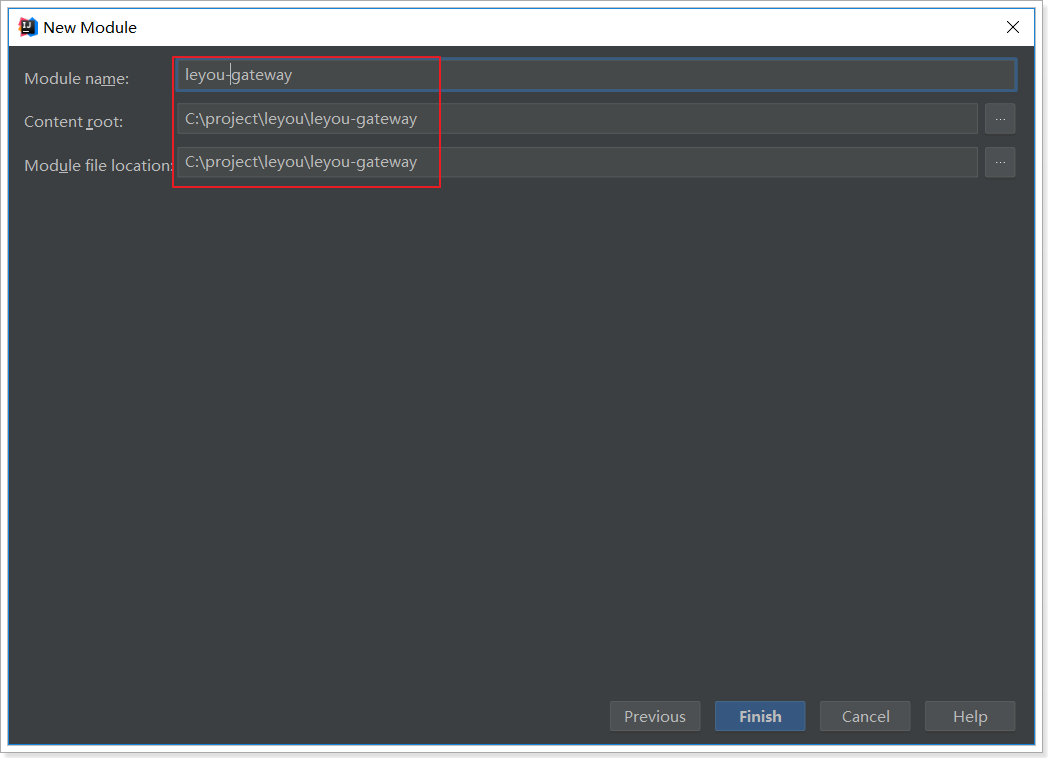 New Module
Module name: leyou-gateway
Content root: C:\project\leyou\leyou-gateway ...
Module file location: C:\project\leyou\leyou-gateway ...
Previous Finish Cancel Help